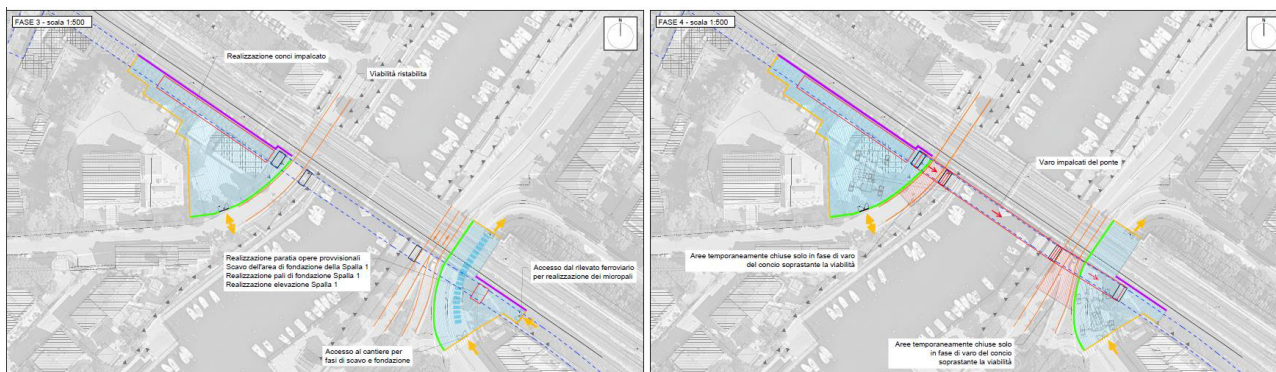 FASE 3 - scala 1:500
N
Realizzazione conci impalcato
Viabilità ristabilita
Realizzazione paratia opere provvisionali
Scavo dell'area di fondazione della Spalla 1
Realizzazione pali di fondazione Spalla 1
Realizzazione elevazione Spalla 1
Accesso dal rilevato ferroviario
per realizzazione dei micropali
Accesso al cantiere per
fasi di scavo e fondazione
FASE 4 - scala 1:500
N
Varo impalcati del ponte
Aree temporaneamente chiuse solo in fase di varo
del concio soprastante la viabilità
Aree temporaneamente chiuse solo
in fase di varo del concio
soprastante la viabilità